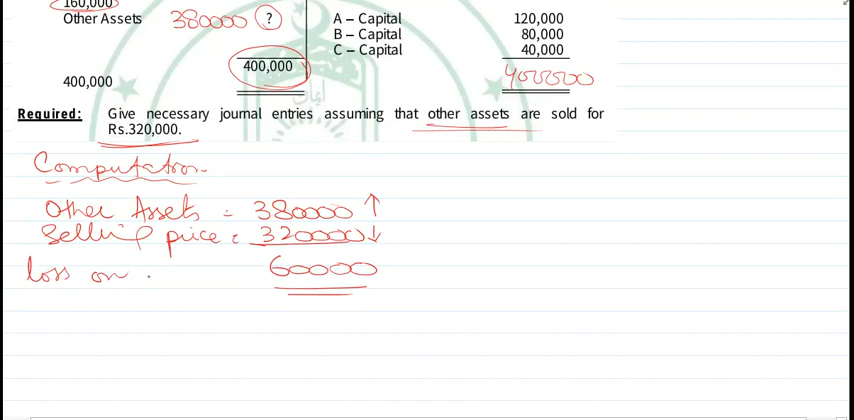 160,000
Other Assets 380000 ? A – Capital 120,000
B – Capital 80,000
C – Capital 40,000
400,000 400000
400,000
Required: Give necessary journal entries assuming that other assets are sold for
Rs.320,000.
Computation
Other Assets = 380000 ↑
Selling price = 320000 ↓
loss on 60000